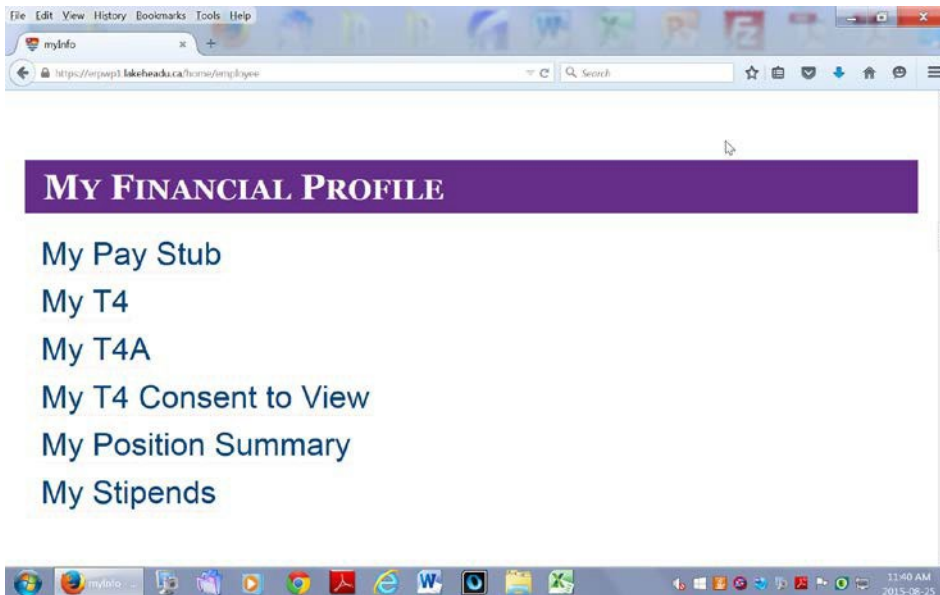 File Edit View History Bookmarks Tools Help
myInfo
https://erpwp1.lakeheadu.ca/home/employee
Search
MY FINANCIAL PROFILE
My Pay Stub
My T4
My T4A
My T4 Consent to View
My Position Summary
My Stipends
myInfo - ...
11:40 AM
2015-08-25